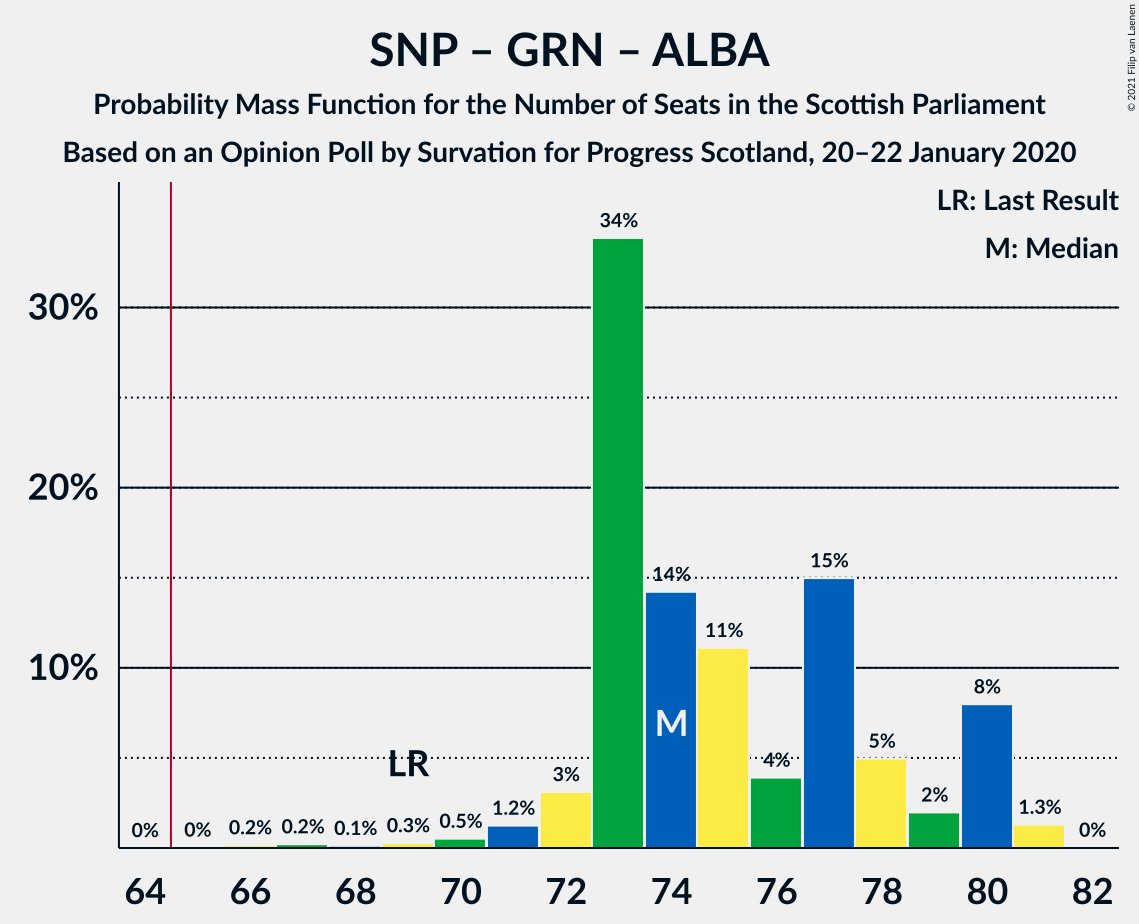 SNP – GRN – ALBA
Probability Mass Function for the Number of Seats in the Scottish Parliament
Based on an Opinion Poll by Survation for Progress Scotland, 20–22 January 2020
© 2021 Filip van Laenen
LR: Last Result
M: Median
30%
20%
10%
0%
0%
0.2%
0.2%
0.1%
0.3%
0.5%
1.2%
3%
34%
14%
11%
4%
15%
5%
2%
8%
1.3%
0%
LR
M
64 66 68 70 72 74 76 78 80 82